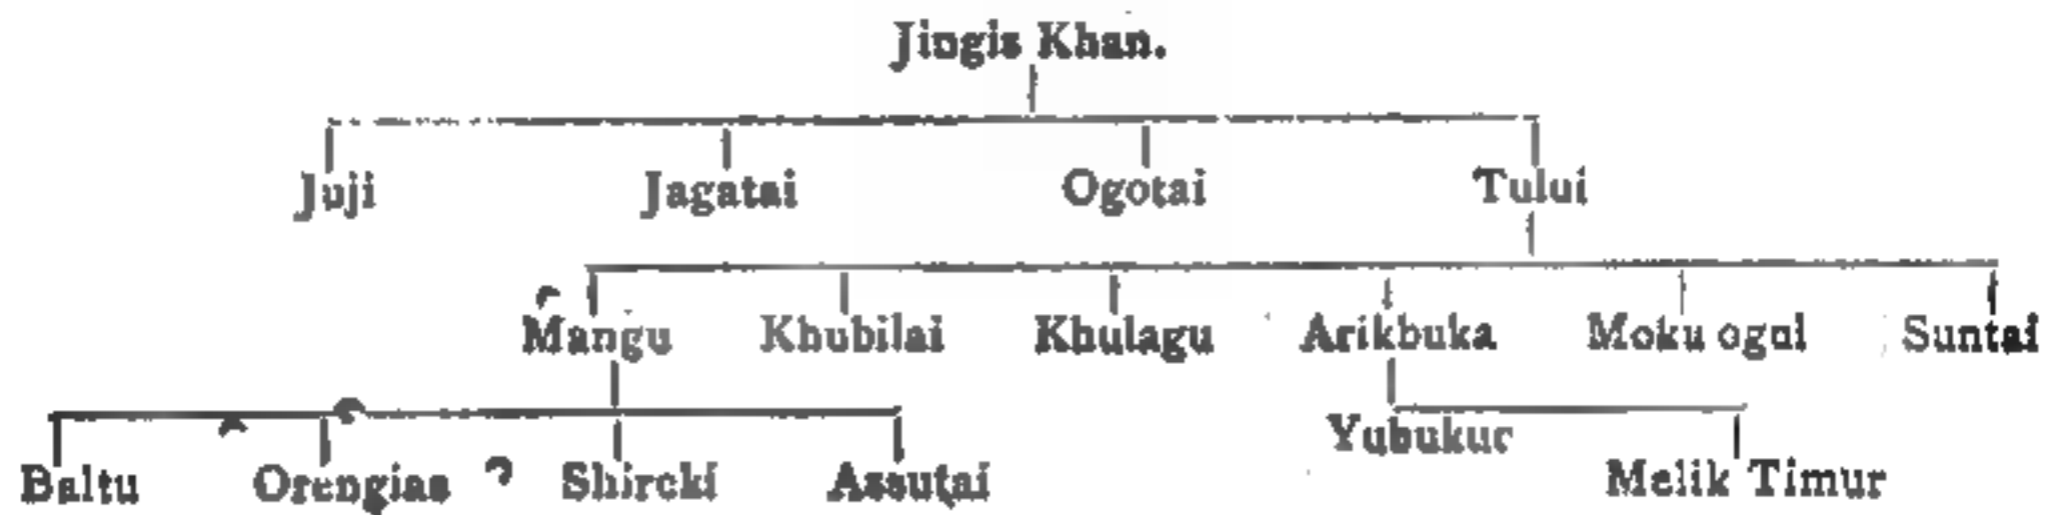 Jingis Khan.
Juji Jagatai Ogotai Tului
Mangu Khubilai Khulagu Arikbuka Moku ogul Suntai
Yubukur
Baltu Orengias Shireki Assutai Melik Timur